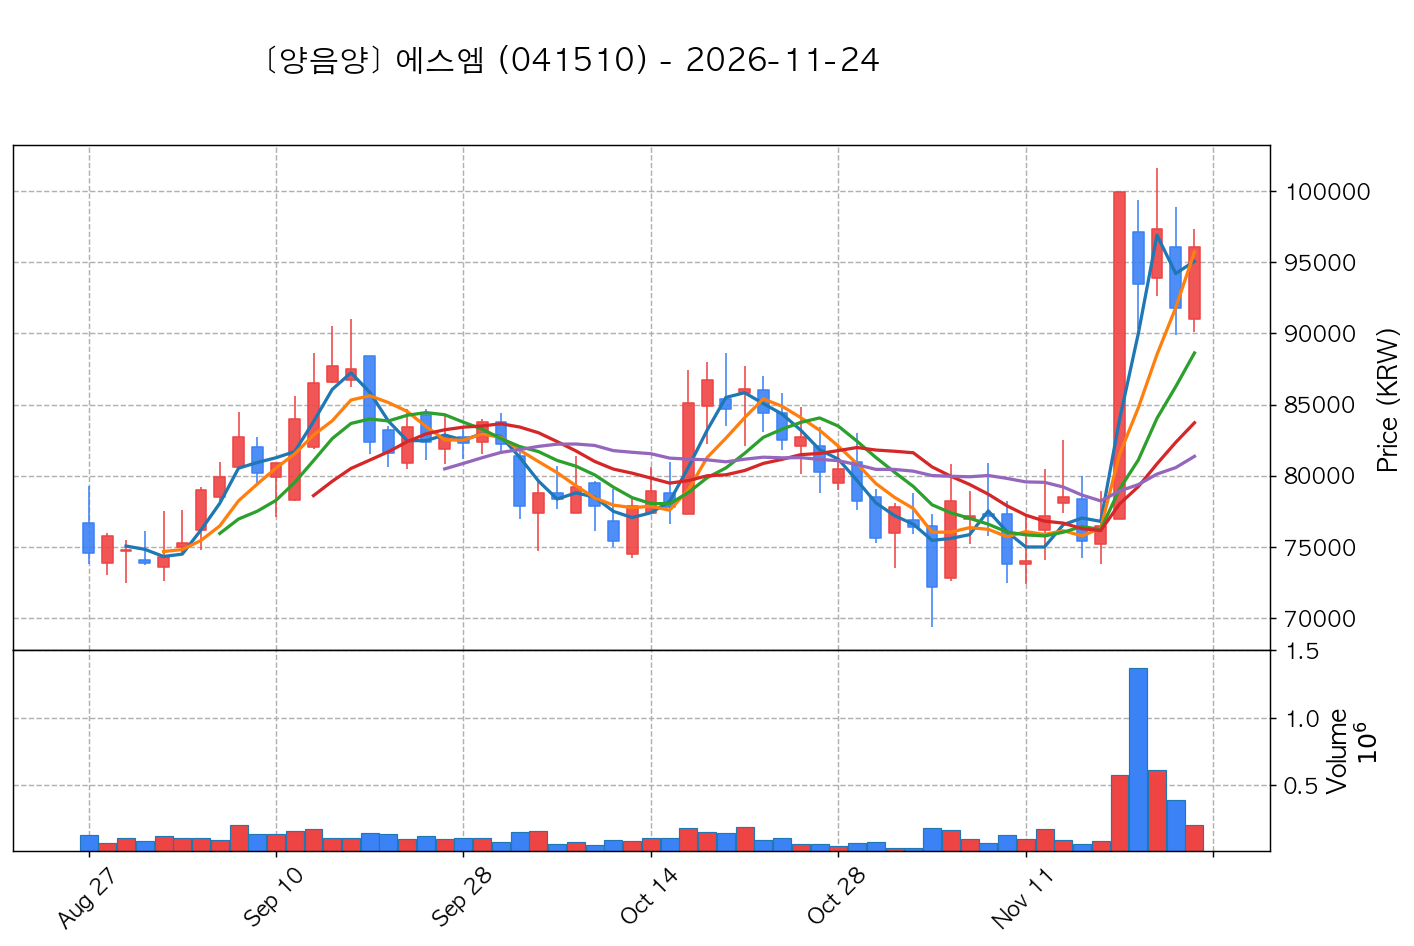 [양음양] 에스엠 (041510) - 2026-11-24
100000
95000
90000
85000
80000
75000
70000
Price (KRW)
1.5
1.0
0.5
Volume
10^6
Aug 27
Sep 10
Sep 28
Oct 14
Oct 28
Nov 11